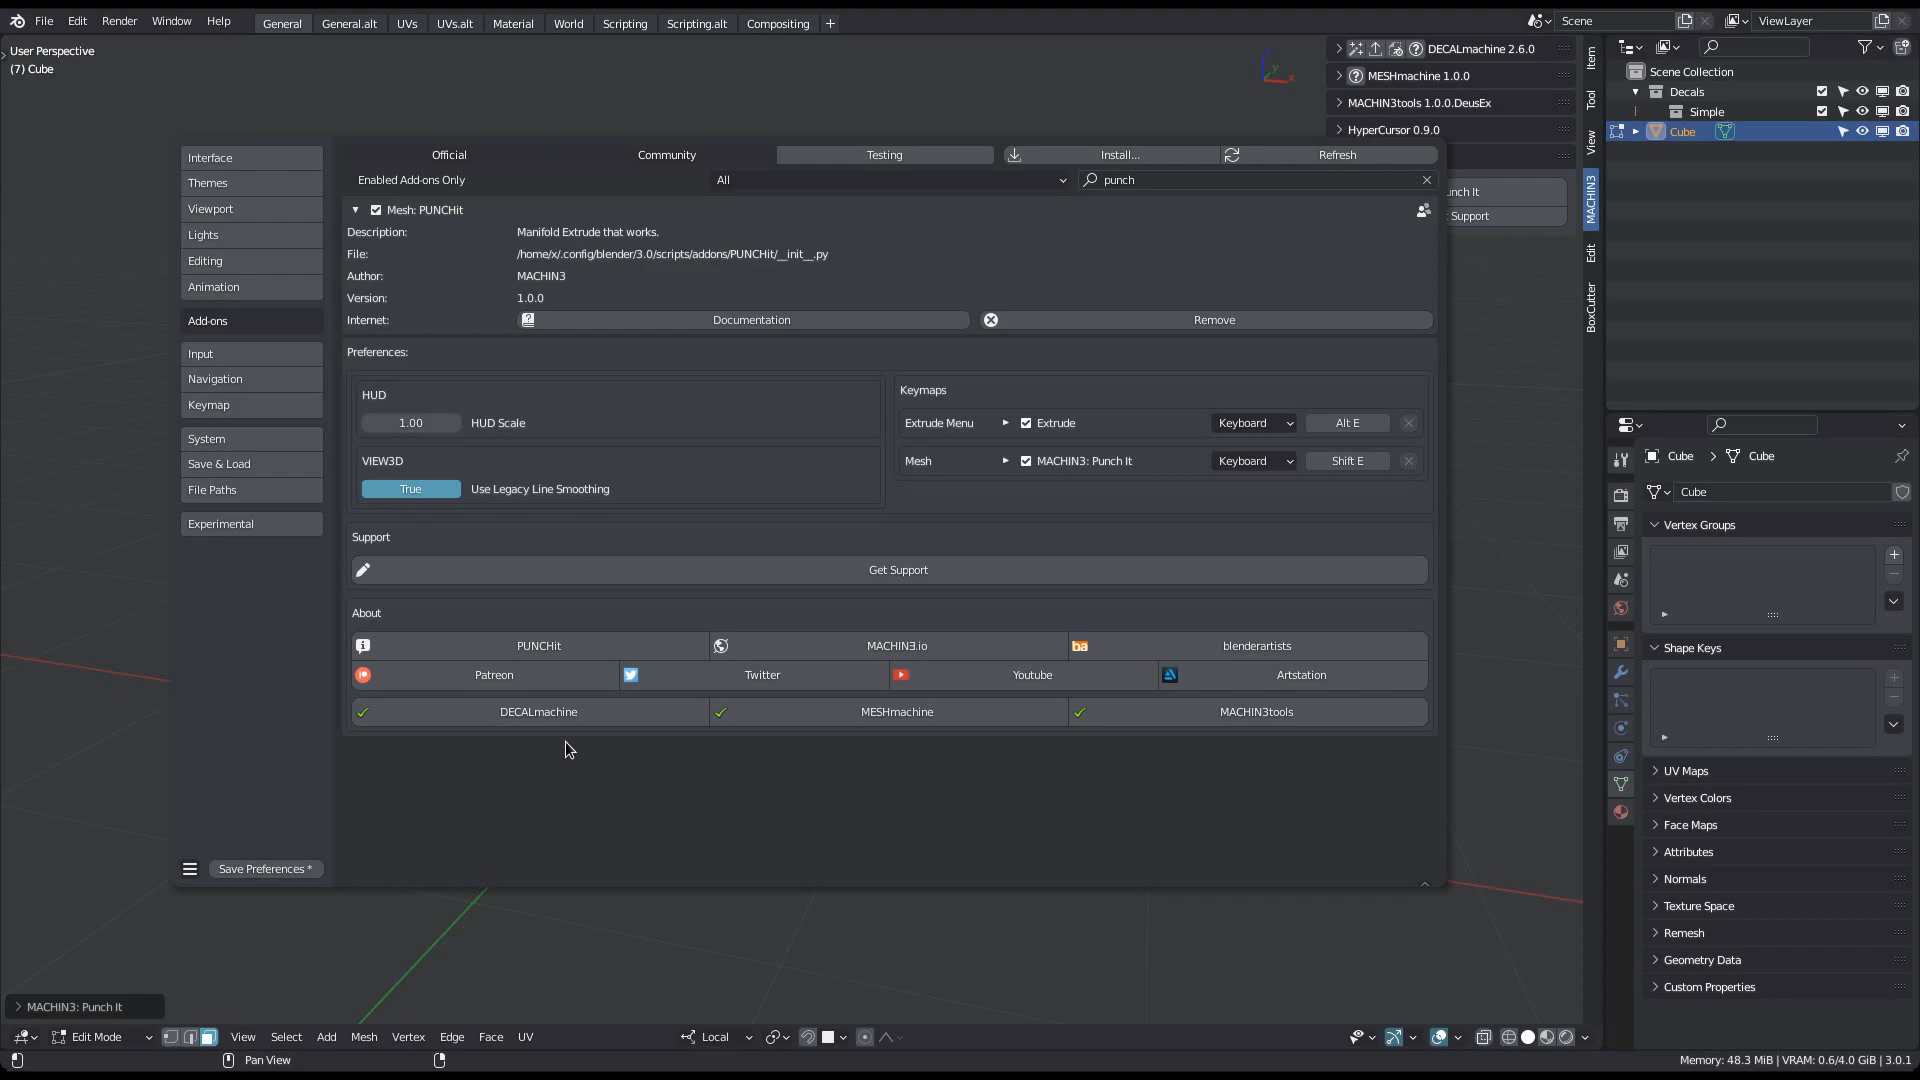 File Edit Render Window Help General General.alt UVs UVs.alt Material World Scripting Scripting.alt Compositing + Scene ViewLayer
User Perspective
(7) Cube
DECALmachine 2.6.0
MESHmachine 1.0.0
MACHIN3tools 1.0.0.DeusEx
HyperCursor 0.9.0
unch It
Support
Item
Tool
View
MACHIN3
Edit
BoxCutter
Scene Collection
Decals
Simple
Cube
Interface
Themes
Viewport
Lights
Editing
Animation
Add-ons
Input
Navigation
Keymap
System
Save & Load
File Paths
Experimental
Save Preferences *
Official Community Testing Install... Refresh
Enabled Add-ons Only All punch
Mesh: PUNCHit
Description: Manifold Extrude that works.
File: /home/x/.config/blender/3.0/scripts/addons/PUNCHit/__init__.py
Author: MACHIN3
Version: 1.0.0
Internet: Documentation Remove
Preferences:
HUD
1.00 HUD Scale
VIEW3D
True Use Legacy Line Smoothing
Keymaps
Extrude Menu Extrude Keyboard Alt E
Mesh MACHIN3: Punch It Keyboard Shift E
Support
Get Support
About
PUNCHit MACHIN3.io ba blenderartists
Patreon Twitter Youtube Artstation
DECALmachine MESHmachine MACHIN3tools
Cube > Cube
Cube
Vertex Groups
Shape Keys
UV Maps
Vertex Colors
Face Maps
Attributes
Normals
Texture Space
Remesh
Geometry Data
Custom Properties
MACHIN3: Punch It
Edit Mode View Select Add Mesh Vertex Edge Face UV Local
Pan View
Memory: 48.3 MiB | VRAM: 0.6/4.0 GiB | 3.0.1